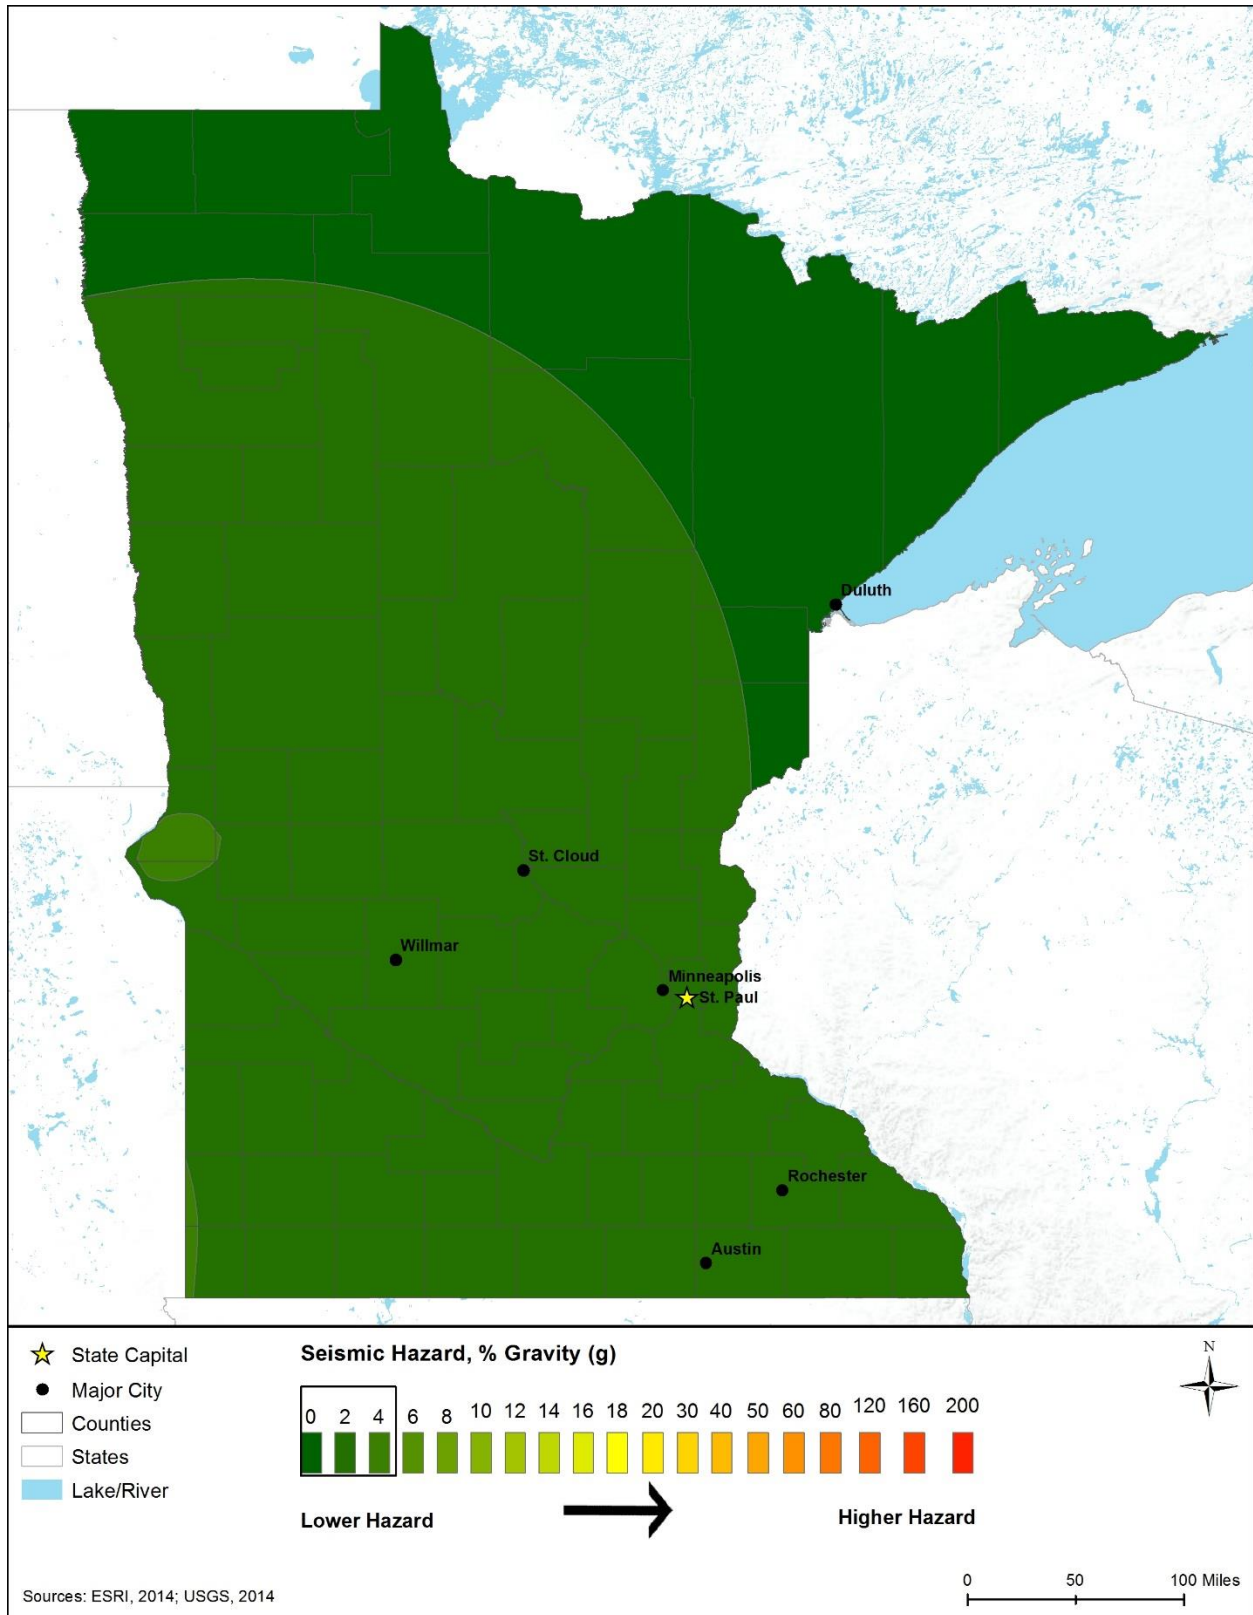 Duluth
St. Cloud
Willmar
Minneapolis
St. Paul
Rochester
Austin
State Capital
Major City
Counties
States
Lake/River
Seismic Hazard, % Gravity (g)
0 2 4 6 8 10 12 14 16 18 20 30 40 50 60 80 120 160 200
Lower Hazard
Higher Hazard
N
Sources: ESRI, 2014; USGS, 2014
0 50 100 Miles